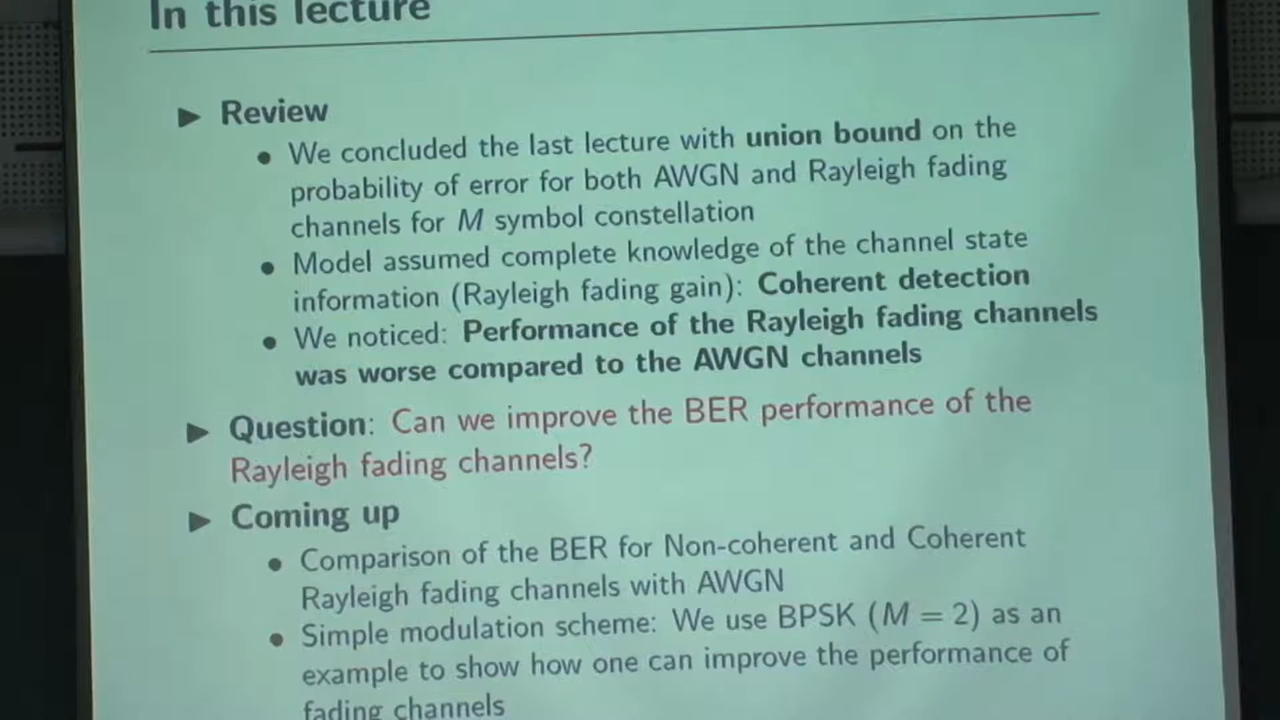 In this lecture
▶ Review
● We concluded the last lecture with union bound on the
probability of error for both AWGN and Rayleigh fading
channels for M symbol constellation
● Model assumed complete knowledge of the channel state
information (Rayleigh fading gain): Coherent detection
● We noticed: Performance of the Rayleigh fading channels
was worse compared to the AWGN channels
▶ Question: Can we improve the BER performance of the
Rayleigh fading channels?
▶ Coming up
● Comparison of the BER for Non-coherent and Coherent
Rayleigh fading channels with AWGN
● Simple modulation scheme: We use BPSK (M = 2) as an
example to show how one can improve the performance of
fading channels